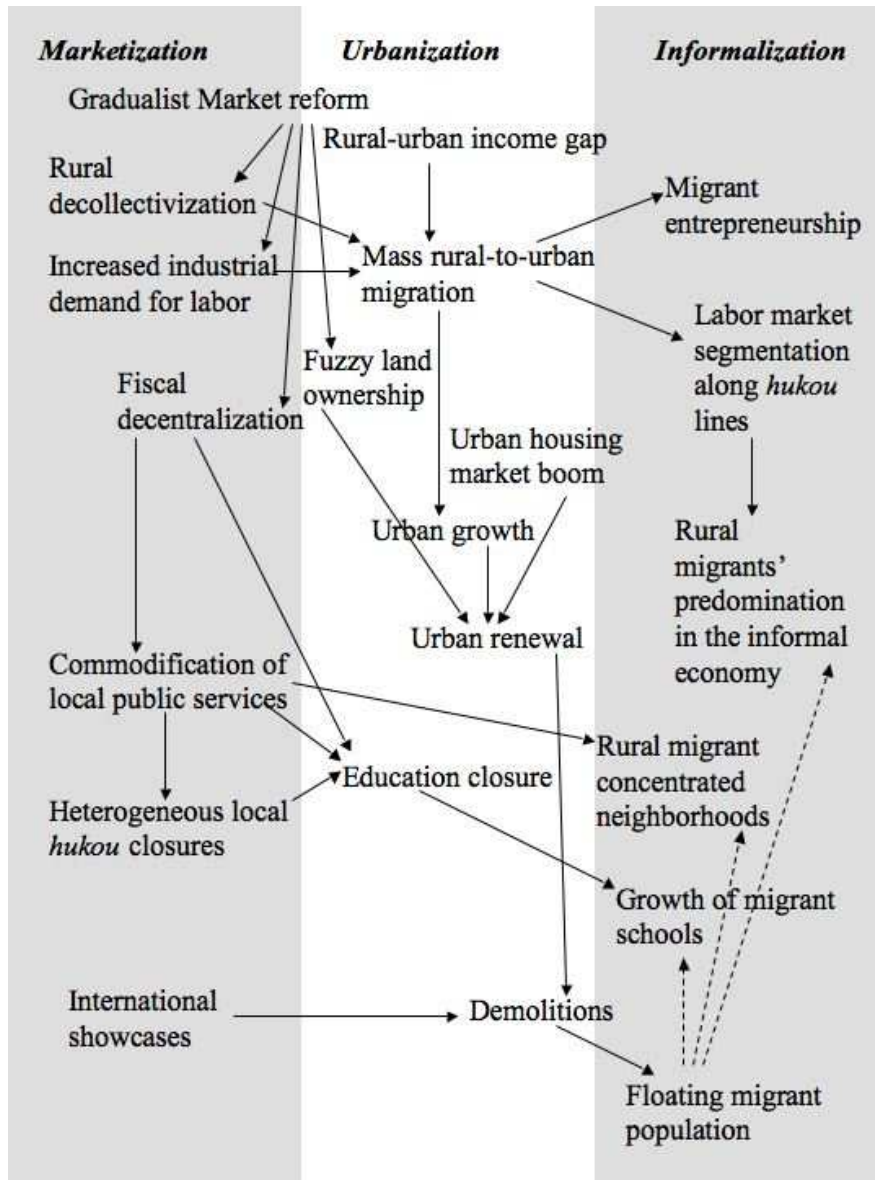 Marketization
Urbanization
Informalization
Gradualist Market reform
Rural-urban income gap
Rural
decollectivization
Migrant
entrepreneurship
Increased industrial
demand for labor
Mass rural-to-urban
migration
Labor market
segmentation
along hukou
lines
Fuzzy land
ownership
Fiscal
decentralization
Urban housing
market boom
Urban growth
Rural
migrants’
predomination
in the informal
economy
Urban renewal
Commodification of
local public services
Rural migrant
concentrated
neighborhoods
Education closure
Heterogeneous local
hukou closures
Growth of migrant
schools
International
showcases
Demolitions
Floating migrant
population